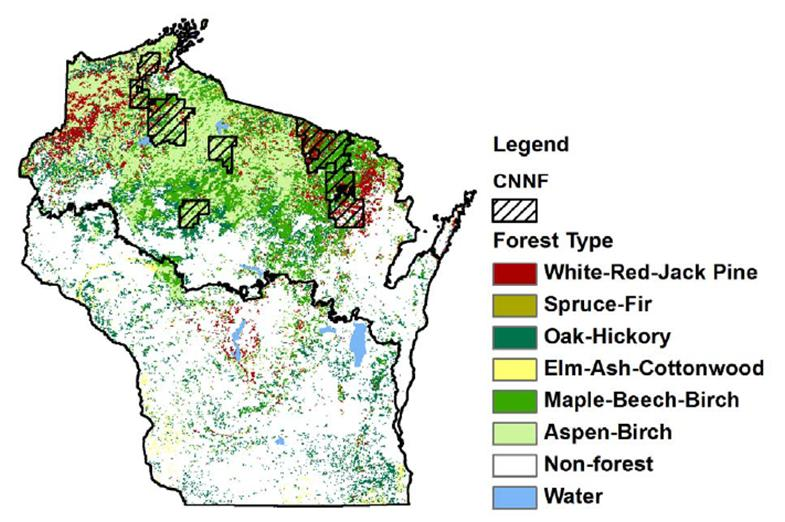 Legend
CNNF
Forest Type
White-Red-Jack Pine
Spruce-Fir
Oak-Hickory
Elm-Ash-Cottonwood
Maple-Beech-Birch
Aspen-Birch
Non-forest
Water